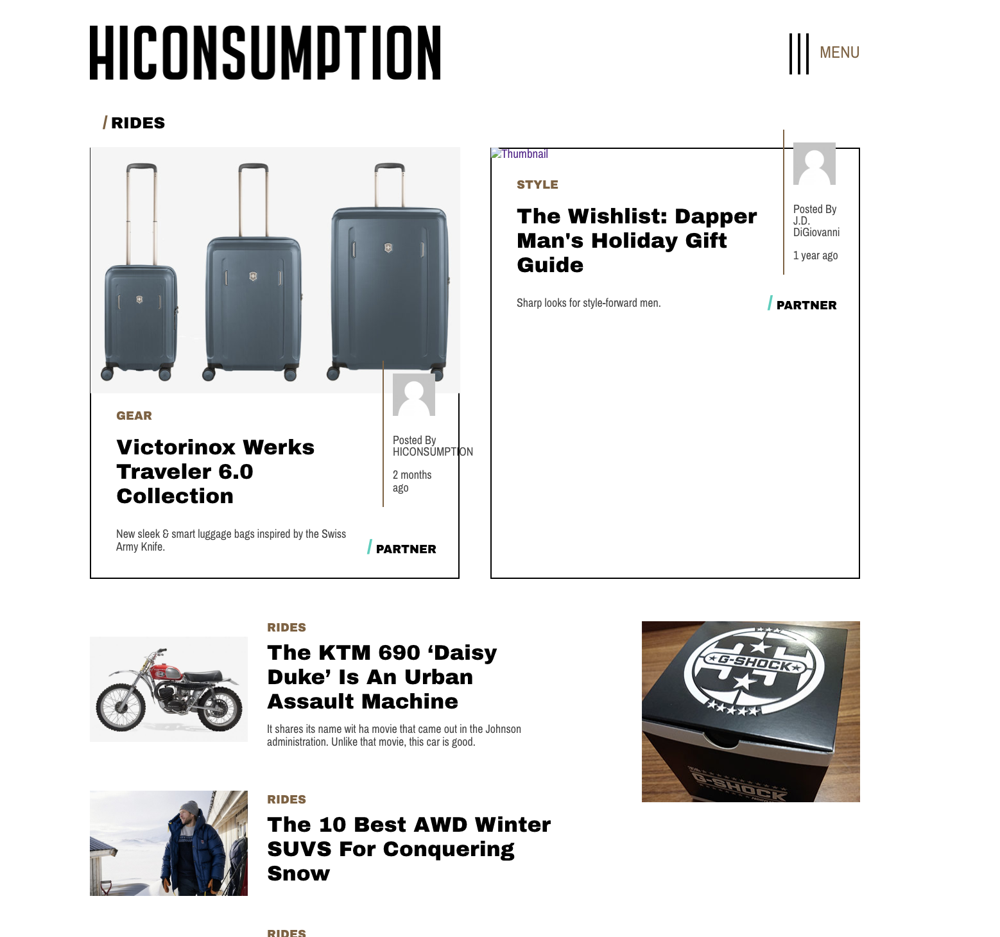 HICONSUMPTION
MENU
/ RIDES
GEAR
Victorinox Werks
Traveler 6.0
Collection
New sleek & smart luggage bags inspired by the Swiss
Army Knife.
Posted By
HICONSUMPTION
2 months
ago
/ PARTNER
Thumbnail
STYLE
The Wishlist: Dapper
Man's Holiday Gift
Guide
Sharp looks for style-forward men.
Posted By
J.D.
DiGiovanni
1 year ago
/ PARTNER
RIDES
The KTM 690 ‘Daisy
Duke’ Is An Urban
Assault Machine
It shares its name wit ha movie that came out in the Johnson
administration. Unlike that movie, this car is good.
G-SHOCK
G-SHOCK
RIDES
The 10 Best AWD Winter
SUVS For Conquering
Snow
RIDES